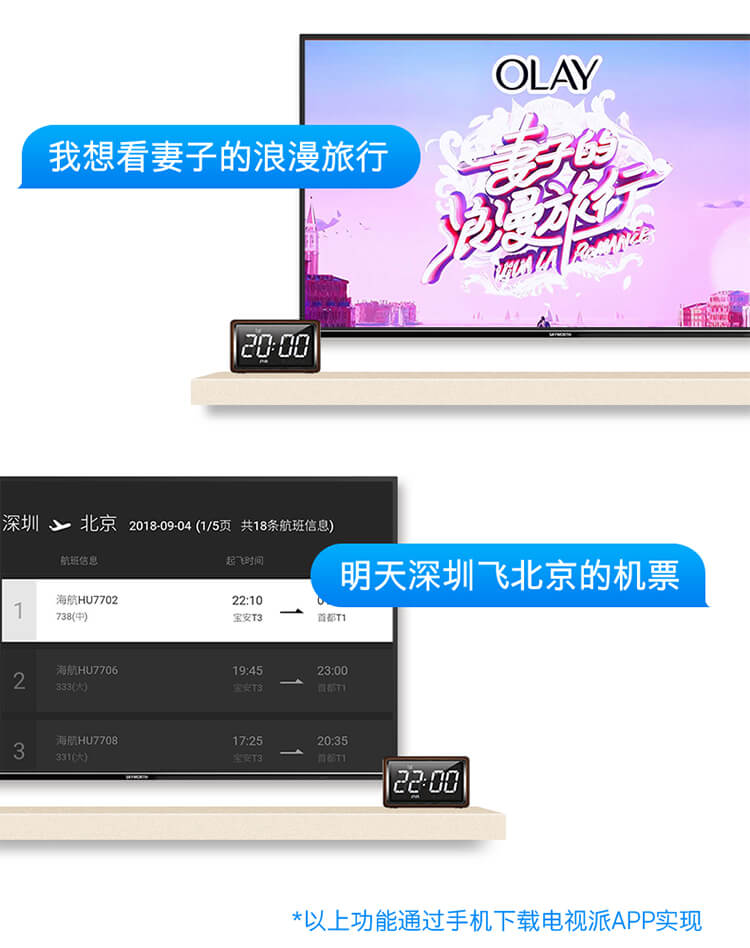 OLAY
我想看妻子的浪漫旅行
妻子的
浪漫旅行
VIVA LA ROMANCE
SKYWORTH
20:00
深圳 北京 2018-09-04 (1/5页 共18条航班信息)
航班信息 起飞时间
明天深圳飞北京的机票
1 海航HU7702 22:10
738(中) 宝安T3 首都T1
2 海航HU7706 19:45 23:00
333(大) 宝安T3 首都T1
3 海航HU7708 17:25 20:35
331(大) 宝安T3 首都T1
SKYWORTH
22:00
*以上功能通过手机下载电视派APP实现